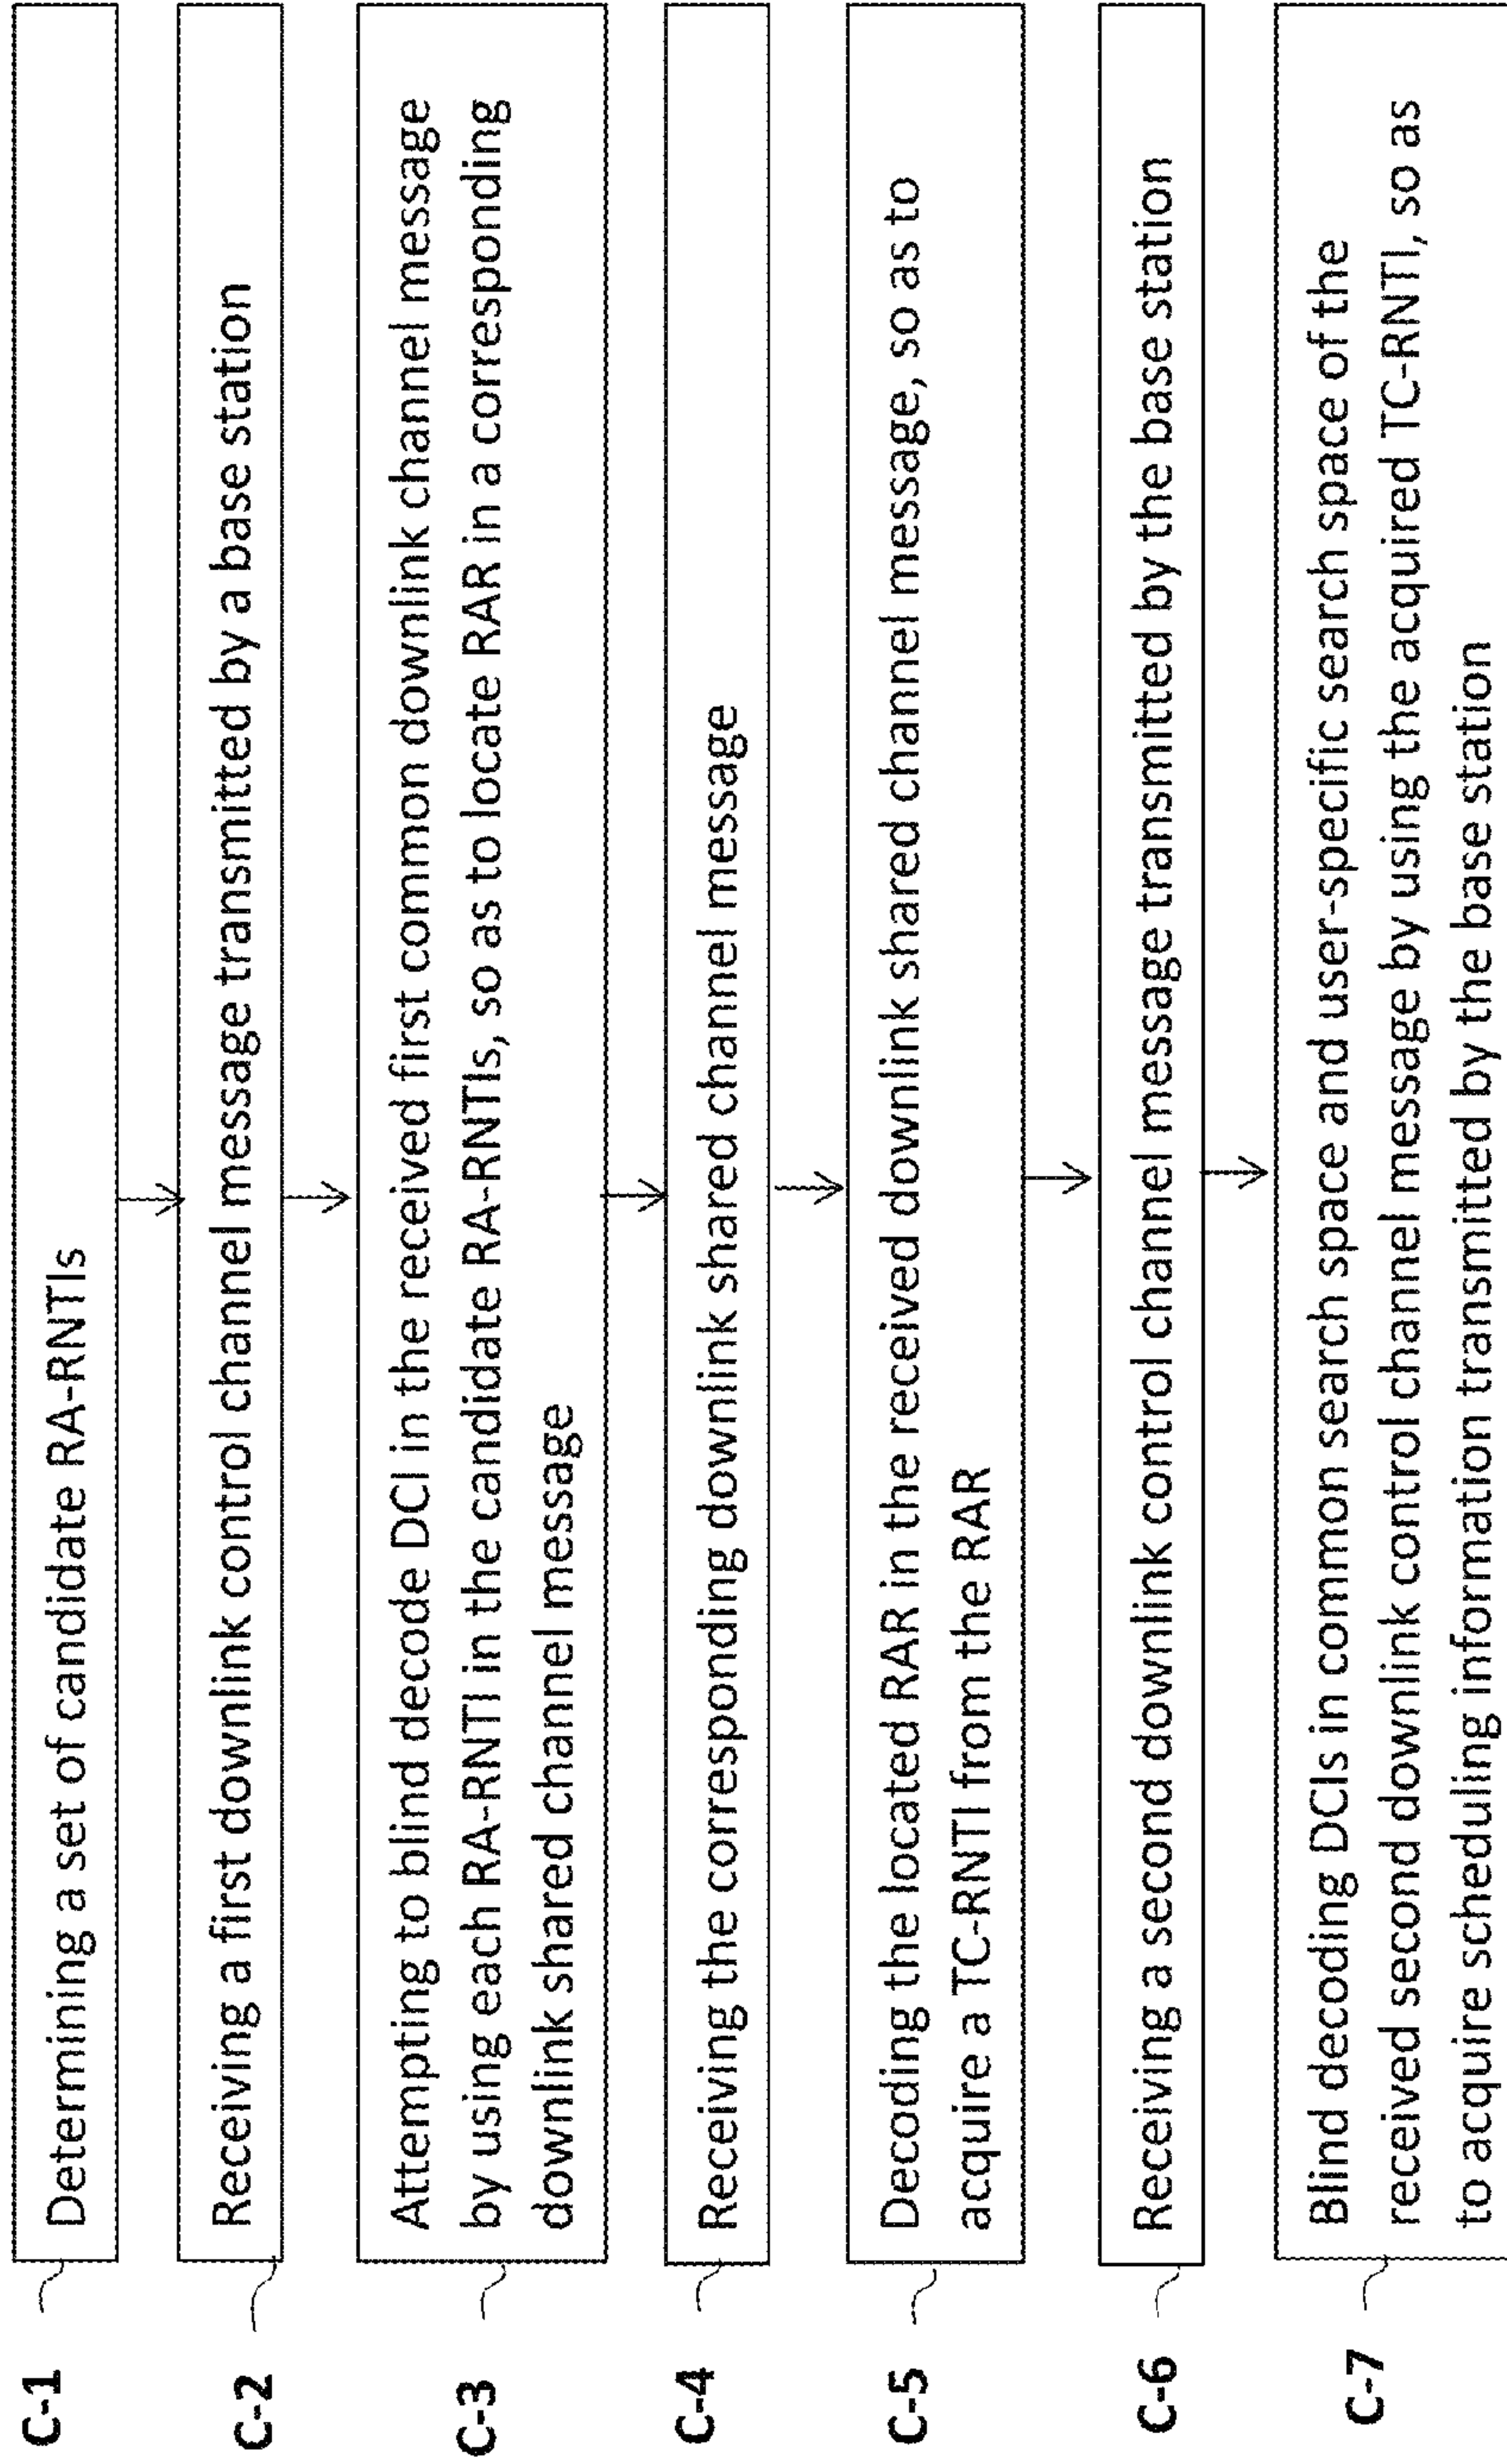 C-1
Determining a set of candidate RA-RNTIs
C-2
Receiving a first downlink control channel message transmitted by a base station
C-3
Attempting to blind decode DCI in the received first common downlink channel message
by using each RA-RNTI in the candidate RA-RNTIs, so as to locate RAR in a corresponding
downlink shared channel message
C-4
Receiving the corresponding downlink shared channel message
C-5
Decoding the located RAR in the received downlink shared channel message, so as to
acquire a TC-RNTI from the RAR
C-6
Receiving a second downlink control channel message transmitted by the base station
C-7
Blind decoding DCIs in common search space and user-specific search space of the
received second downlink control channel message by using the acquired TC-RNTI, so as
to acquire scheduling information transmitted by the base station